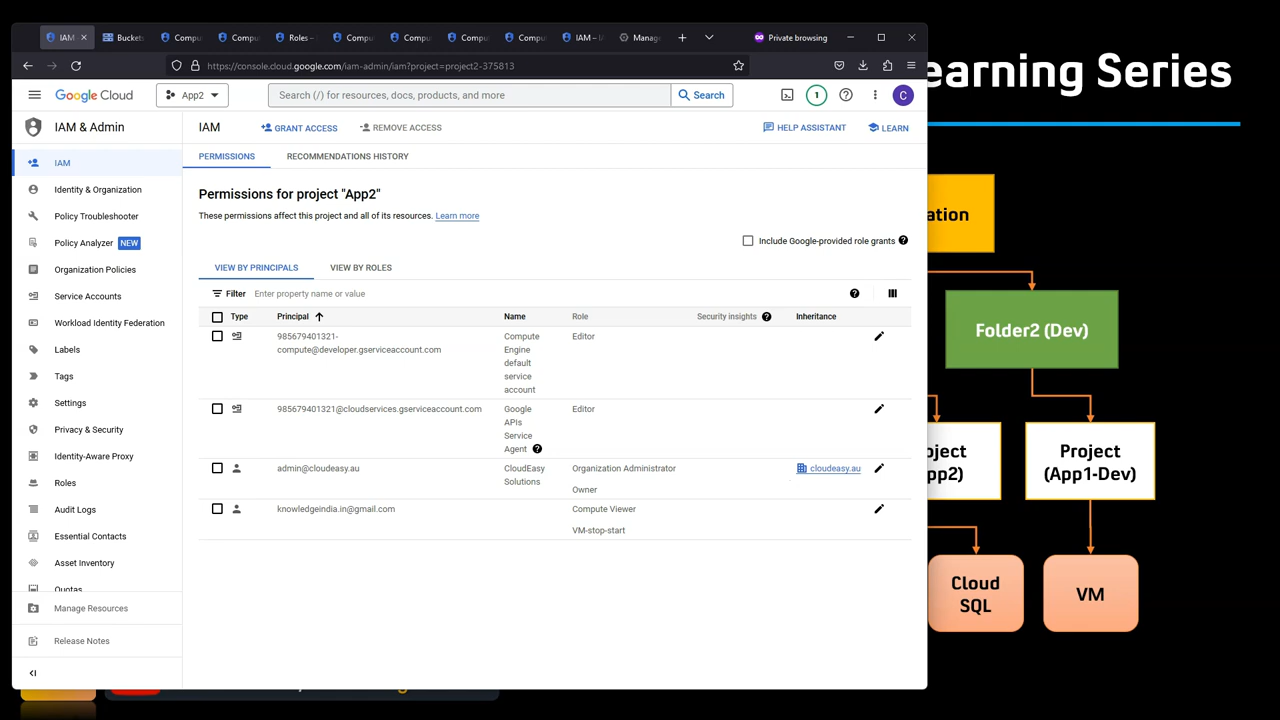 IAM
Buckets
Compu
Compu
Roles –
Compu
Compu
Compu
Compu
IAM – I
Manage
Private browsing
https://console.cloud.google.com/iam-admin/iam?project=project2-375813
earning Series
Google Cloud
App2
Search (/) for resources, docs, products, and more
Search
1
C
IAM & Admin
IAM
GRANT ACCESS
REMOVE ACCESS
HELP ASSISTANT
LEARN
IAM
Identity & Organization
Policy Troubleshooter
Policy Analyzer NEW
Organization Policies
Service Accounts
Workload Identity Federation
Labels
Tags
Settings
Privacy & Security
Identity-Aware Proxy
Roles
Audit Logs
Essential Contacts
Asset Inventory
Quotas
Manage Resources
Release Notes
PERMISSIONS
RECOMMENDATIONS HISTORY
Permissions for project "App2"
These permissions affect this project and all of its resources. Learn more
Include Google-provided role grants
VIEW BY PRINCIPALS
VIEW BY ROLES
Filter
Enter property name or value
Type
Principal
Name
Role
Security insights
Inheritance
985679401321-
compute@developer.gserviceaccount.com
Compute
Engine
default
service
account
Editor
985679401321@cloudservices.gserviceaccount.com
Google
APIs
Service
Agent
Editor
admin@cloudeasy.au
CloudEasy
Solutions
Organization Administrator
Owner
cloudeasy.au
knowledgeindia.in@gmail.com
Compute Viewer
VM-stop-start
ation
Folder2 (Dev)
oject
pp2)
Project
(App1-Dev)
Cloud
SQL
VM